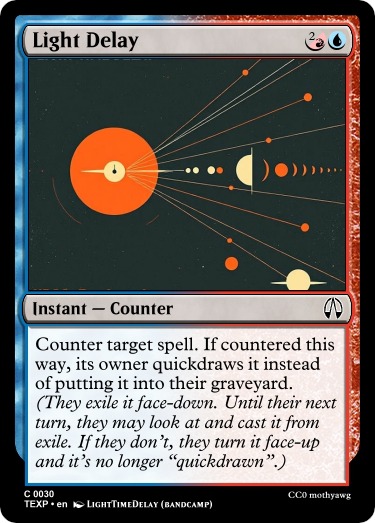 Light Delay
2
Instant — Counter
Counter target spell. If countered this
way, its owner quickdraws it instead
of putting it into their graveyard.
(They exile it face-down. Until their next
turn, they may look at and cast it from
exile. If they don't, they turn it face-up
and it's no longer “quickdrawn”.)
C 0030
TEXP • en LightTimeDelay (bandcamp)
CC0 mothyawg